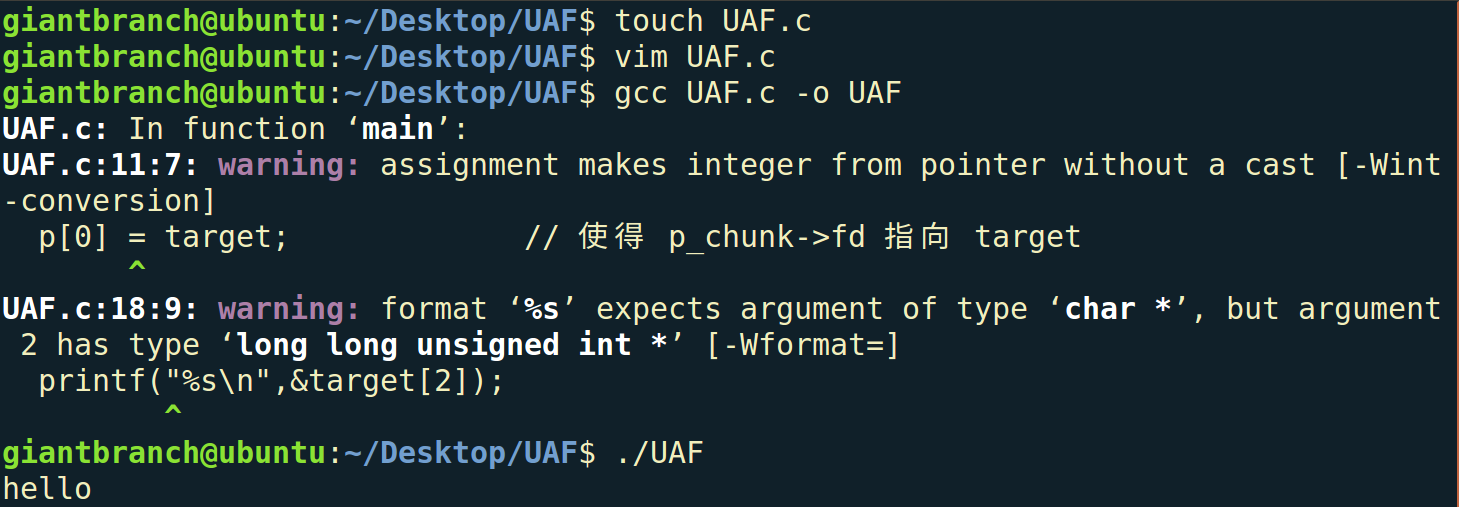 giantbranch@ubuntu:~/Desktop/UAF$ touch UAF.c
giantbranch@ubuntu:~/Desktop/UAF$ vim UAF.c
giantbranch@ubuntu:~/Desktop/UAF$ gcc UAF.c -o UAF
UAF.c: In function ‘main’:
UAF.c:11:7: warning: assignment makes integer from pointer without a cast [-Wint
-conversion]
  p[0] = target;             // 使得 p_chunk->fd 指向 target
       ^
UAF.c:18:9: warning: format ‘%s’ expects argument of type ‘char *’, but argument
 2 has type ‘long long unsigned int *’ [-Wformat=]
  printf("%s\n",&target[2]);
         ^
giantbranch@ubuntu:~/Desktop/UAF$ ./UAF
hello